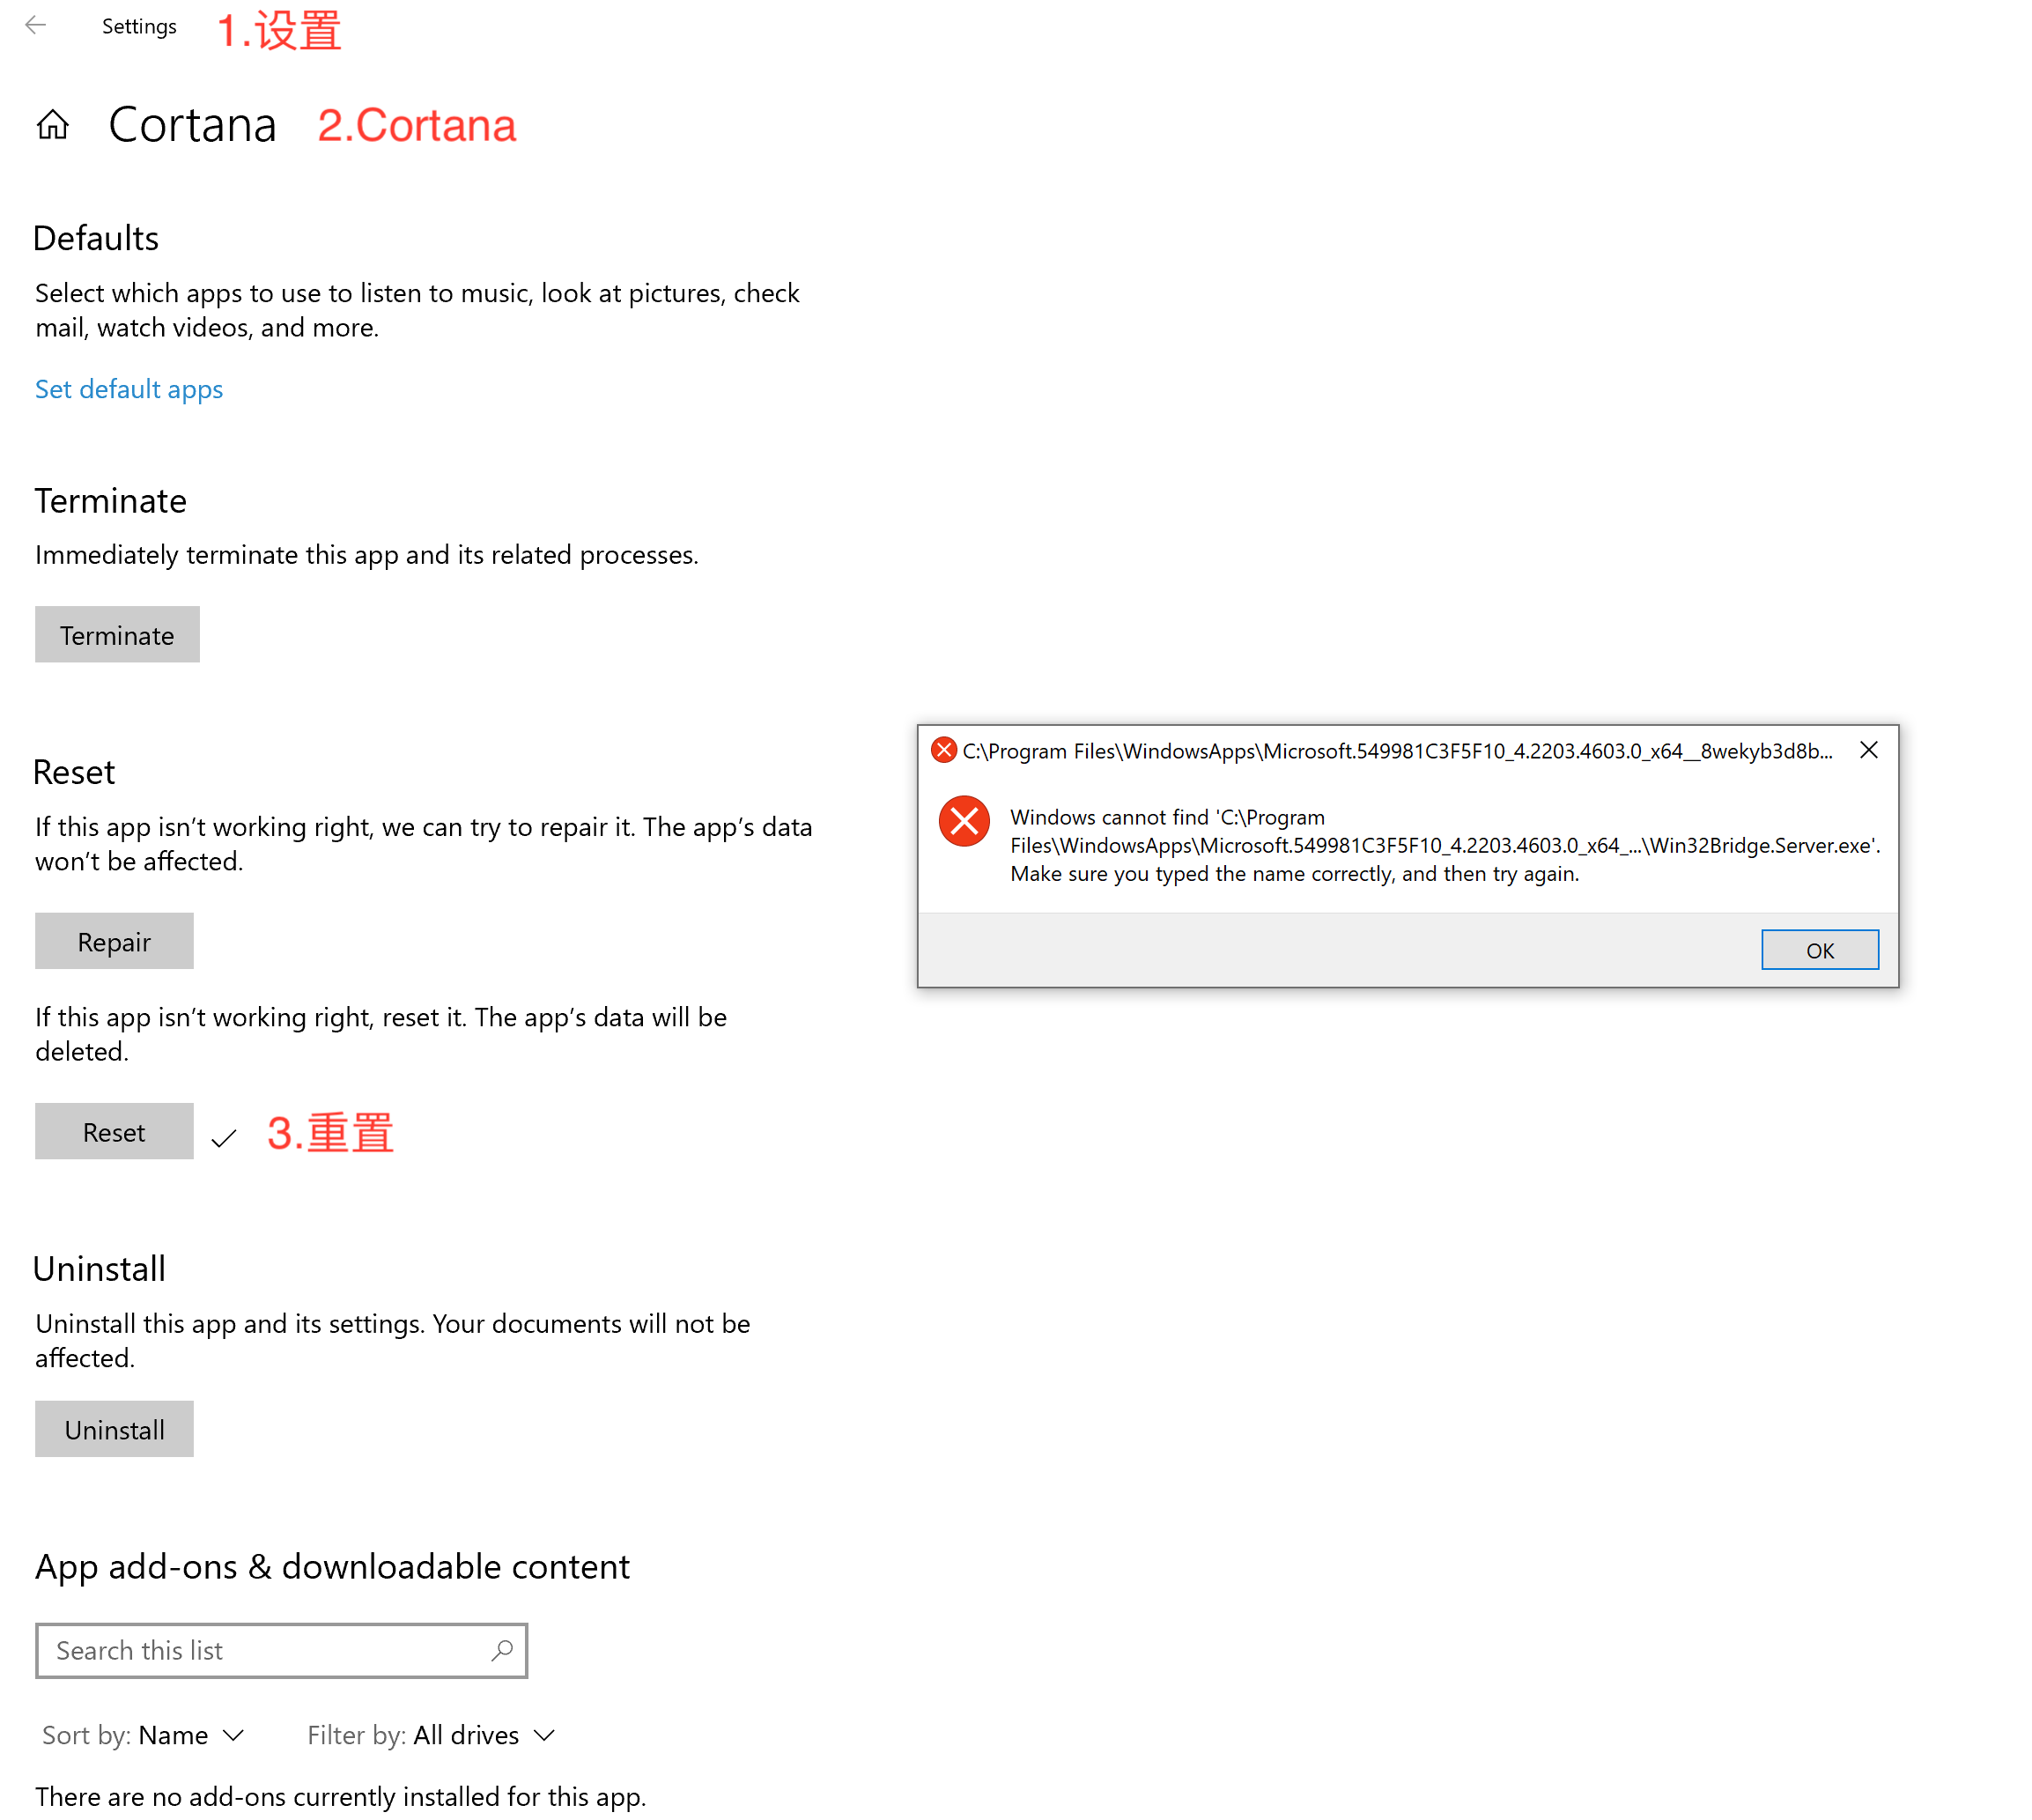 Settings
1.设置
Cortana
2.Cortana
Defaults
Select which apps to use to listen to music, look at pictures, check
mail, watch videos, and more.
Set default apps
Terminate
Immediately terminate this app and its related processes.
Terminate
Reset
If this app isn’t working right, we can try to repair it. The app’s data
won’t be affected.
Repair
If this app isn’t working right, reset it. The app’s data will be
deleted.
Reset
3.重置
Uninstall
Uninstall this app and its settings. Your documents will not be
affected.
Uninstall
App add-ons & downloadable content
Search this list
Sort by: Name
Filter by: All drives
There are no add-ons currently installed for this app.
C:\Program Files\WindowsApps\Microsoft.549981C3F5F10_4.2203.4603.0_x64__8wekyb3d8b...
Windows cannot find 'C:\Program
Files\WindowsApps\Microsoft.549981C3F5F10_4.2203.4603.0_x64_...\Win32Bridge.Server.exe'.
Make sure you typed the name correctly, and then try again.
OK